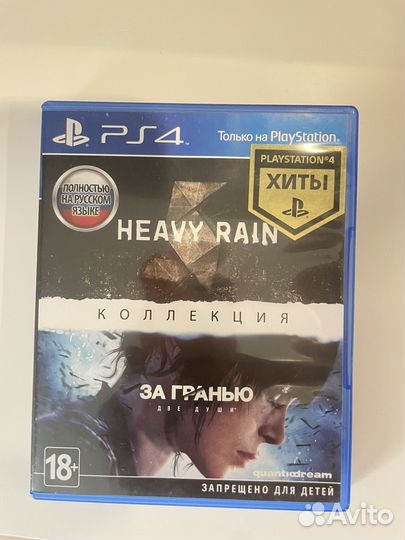 PS4
Только на PlayStation
PLAYSTATION®4
ХИТЫ
ПОЛНОСТЬЮ
НА РУССКОМ
ЯЗЫКЕ
HEAVY RAIN
КОЛЛЕКЦИЯ
ЗА ГРАНЬЮ
ДВЕ ДУШИ
18+
quanticdream
ЗАПРЕЩЕНО ДЛЯ ДЕТЕЙ
Avito